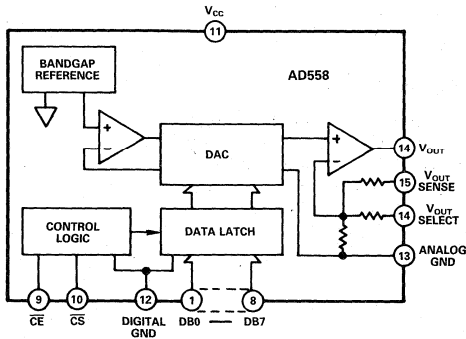 VCC
11
BANDGAP
REFERENCE
AD558
+
−
DAC
+
−
14
VOUT
15
VOUT
SENSE
14
VOUT
SELECT
CONTROL
LOGIC
DATA LATCH
13
ANALOG
GND
9
10
12
1
8
CE
CS
DIGITAL
GND
DB0
—
DB7